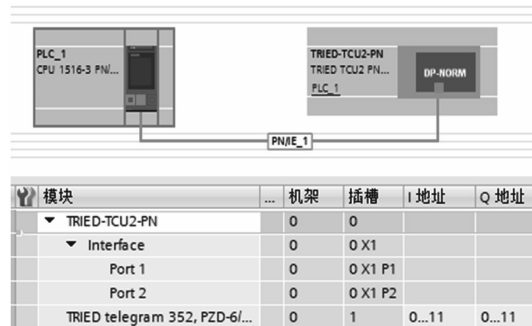 PLC_1
CPU 1516-3 PN/...
TRIED-TCU2-PN
TRIED TCU2 PN...
PLC_1
DP-NORM
PN/IE_1
模块 ... 机架 插槽 I 地址 Q 地址
TRIED-TCU2-PN 0 0
Interface 0 0 X1
Port 1 0 0 X1 P1
Port 2 0 0 X1 P2
TRIED telegram 352, PZD-6/... 0 1 0...11 0...11